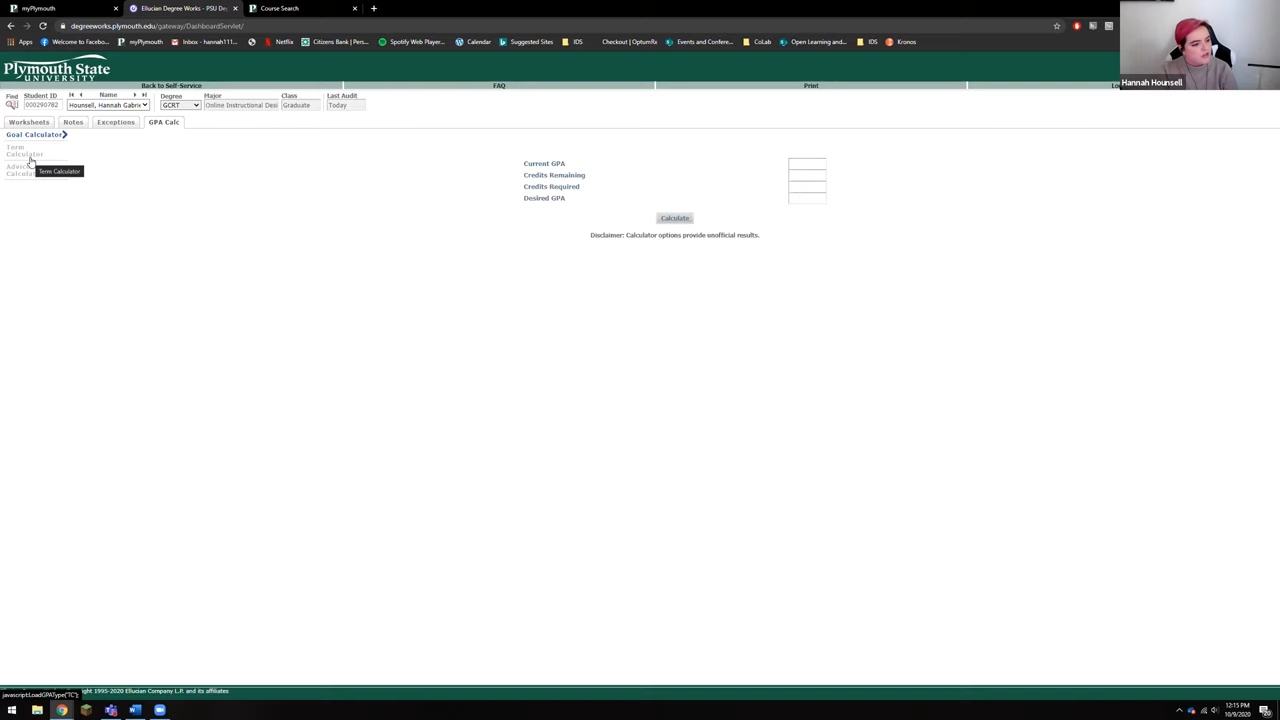 myPlymouth
Ellucian Degree Works - PSU De
Course Search
degreeworks.plymouth.edu/gateway/DashboardServlet/
Apps
Welcome to Facebo...
myPlymouth
Inbox - hannah111...
Netflix
Citizens Bank | Pers...
Spotify Web Player...
Calendar
Suggested Sites
IDS
Checkout | OptumRx
Events and Confere...
CoLab
Open Learning and...
IDS
Kronos
Hannah Hounsell
Plymouth State
UNIVERSITY
Back to Self-Service
FAQ
Print
Find
Student ID
Name
Degree
Major
Class
Last Audit
000290782
Hounsell, Hannah Gabrie
GCRT
Online Instructional Desi
Graduate
Today
Worksheets
Notes
Exceptions
GPA Calc
Goal Calculator
Term
Calculator
Term Calculator
Current GPA
Credits Remaining
Credits Required
Desired GPA
Calculate
Disclaimer: Calculator options provide unofficial results.
javascript:LoadGPAType("TC");
1995-2020 Ellucian Company L.P. and its affiliates
12:15 PM
10/9/2020
20